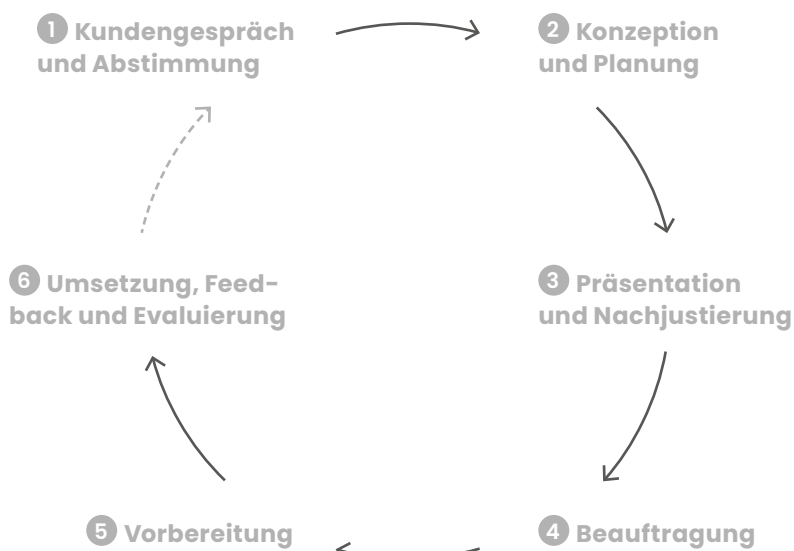 1 Kundengespräch
und Abstimmung
2 Konzeption
und Planung
3 Präsentation
und Nachjustierung
4 Beauftragung
5 Vorbereitung
6 Umsetzung, Feed-
back und Evaluierung